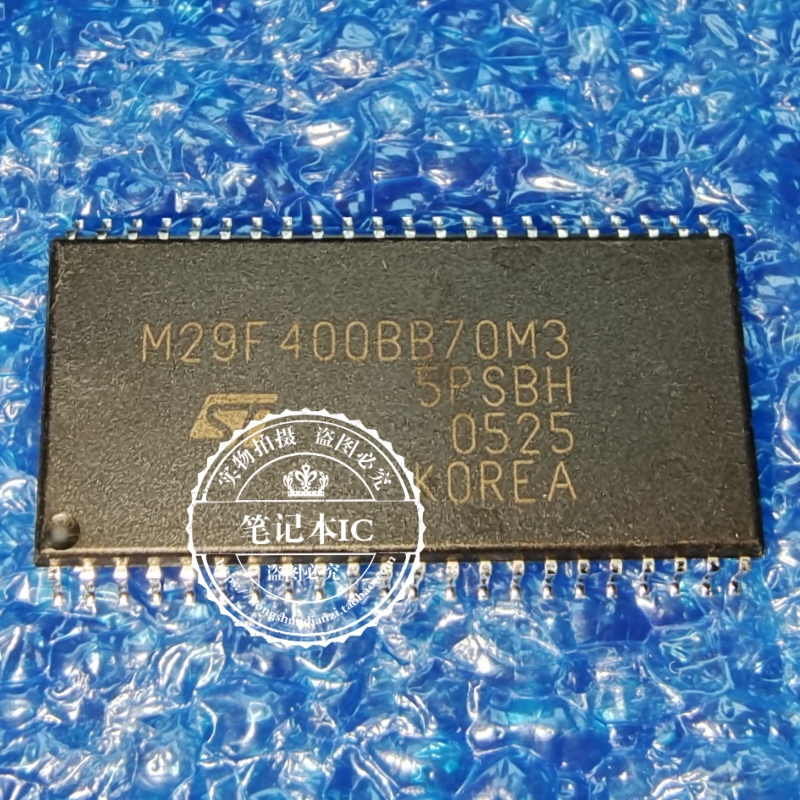 M29F400BB70M3
5PSBH
ST
0525
KOREA
实物拍摄 盗图必究
笔记本IC
盗图必究